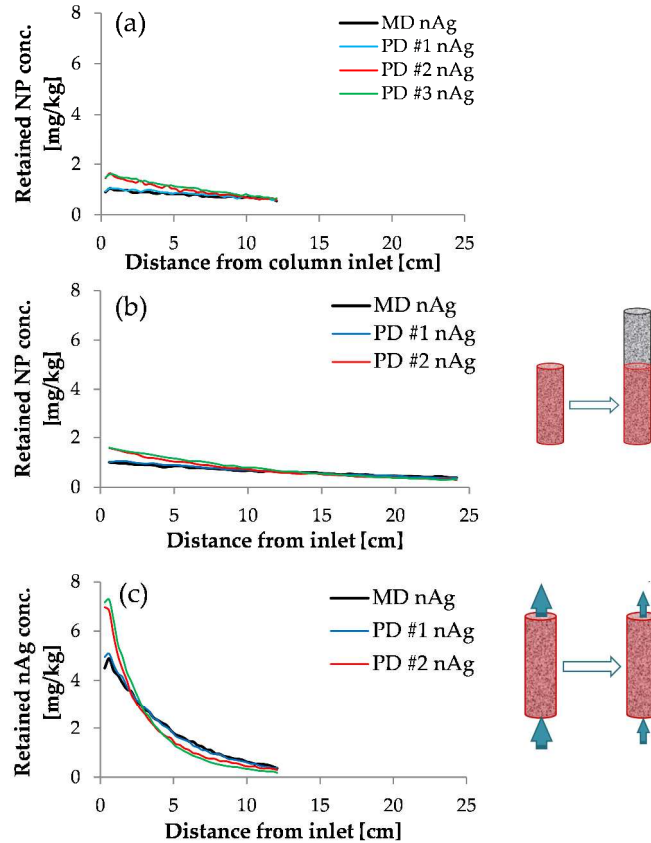 (a)
MD nAg
PD #1 nAg
PD #2 nAg
PD #3 nAg
Retained NP conc.
[mg/kg]
8
6
4
2
0
0 5 10 15 20 25
Distance from column inlet [cm]
(b)
MD nAg
PD #1 nAg
PD #2 nAg
Retained NP conc.
[mg/kg]
8
6
4
2
0
0 5 10 15 20 25
Distance from inlet [cm]
(c)
MD nAg
PD #1 nAg
PD #2 nAg
Retained nAg conc.
[mg/kg]
8
6
4
2
0
0 5 10 15 20 25
Distance from inlet [cm]